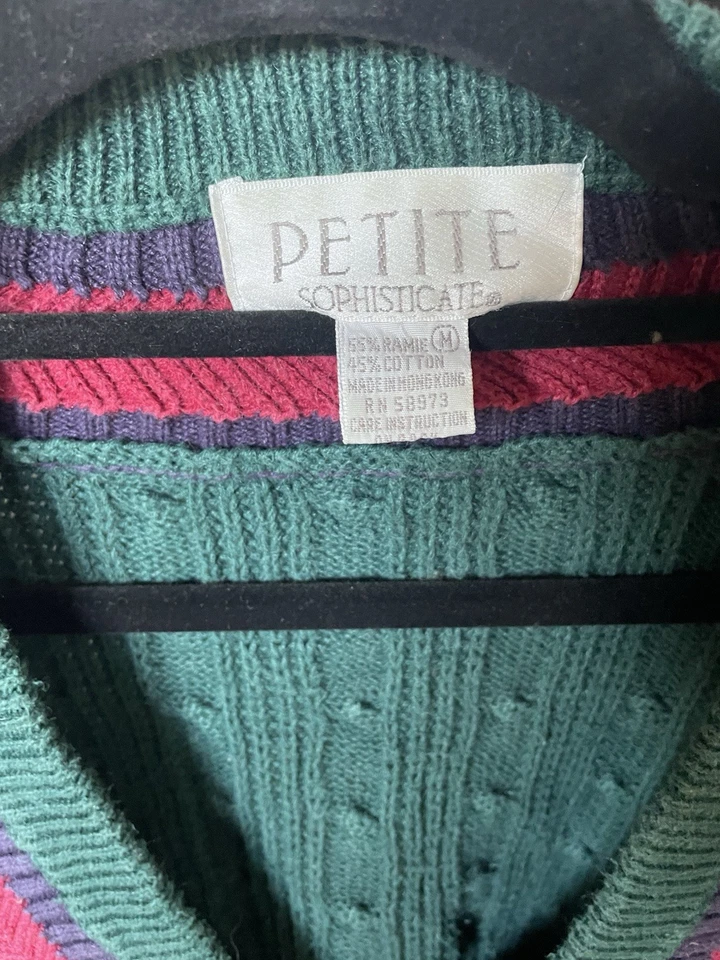 PETITE
SOPHISTICATE®
55% RAMIE M
45% COTTON
MADE IN HONG KONG
RN 58973
CARE INSTRUCTION